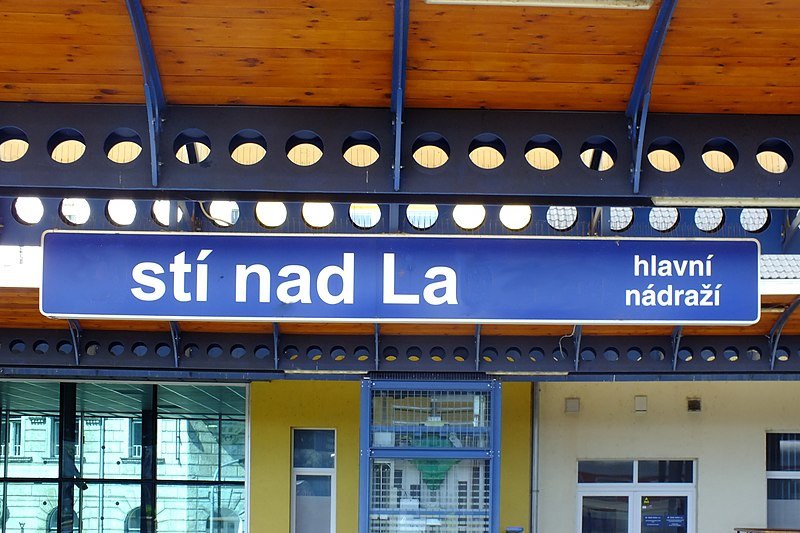 stí nad La
hlavní
nádraží